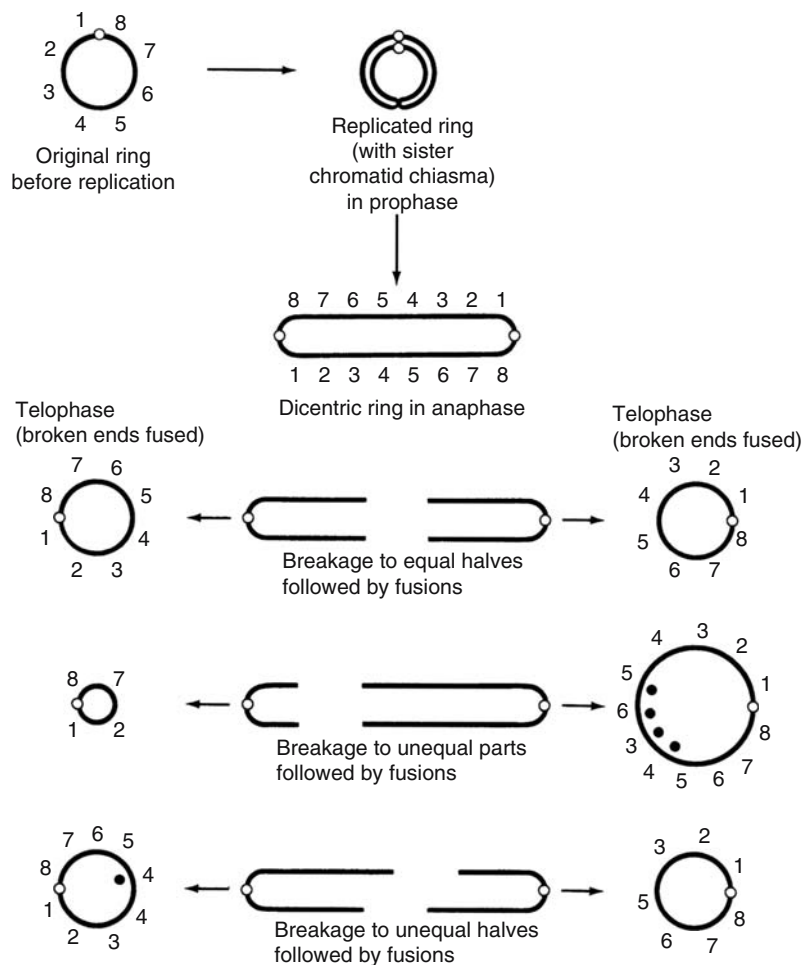 1 8
2 7
3 6
4 5
Original ring
before replication
Replicated ring
(with sister
chromatid chiasma)
in prophase
8 7 6 5 4 3 2 1
1 2 3 4 5 6 7 8
Dicentric ring in anaphase
Telophase
(broken ends fused)
Telophase
(broken ends fused)
7 6
8 5
1 4
2 3
Breakage to equal halves
followed by fusions
3 2
4 1
5 8
6 7
8 7
1 2
Breakage to unequal parts
followed by fusions
3
4 2
5 1
6 8
3 7
4 5 6
6
7 5
8 4
1 4
2 3
Breakage to unequal halves
followed by fusions
2
3 1
5 8
6 7